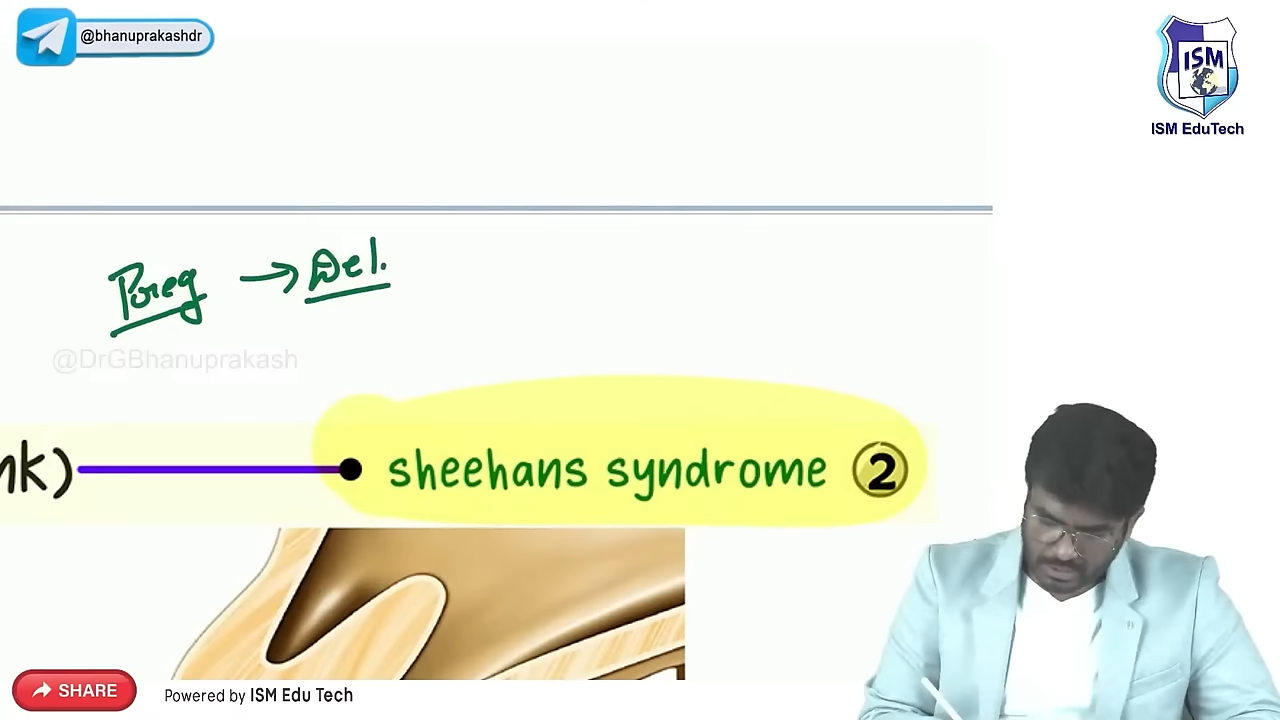 @bhanuprakashdr
ISM
ISM EduTech
Preg → Del.
@DrGBhanuprakash
nk) sheehans syndrome 2
SHARE
Powered by ISM Edu Tech